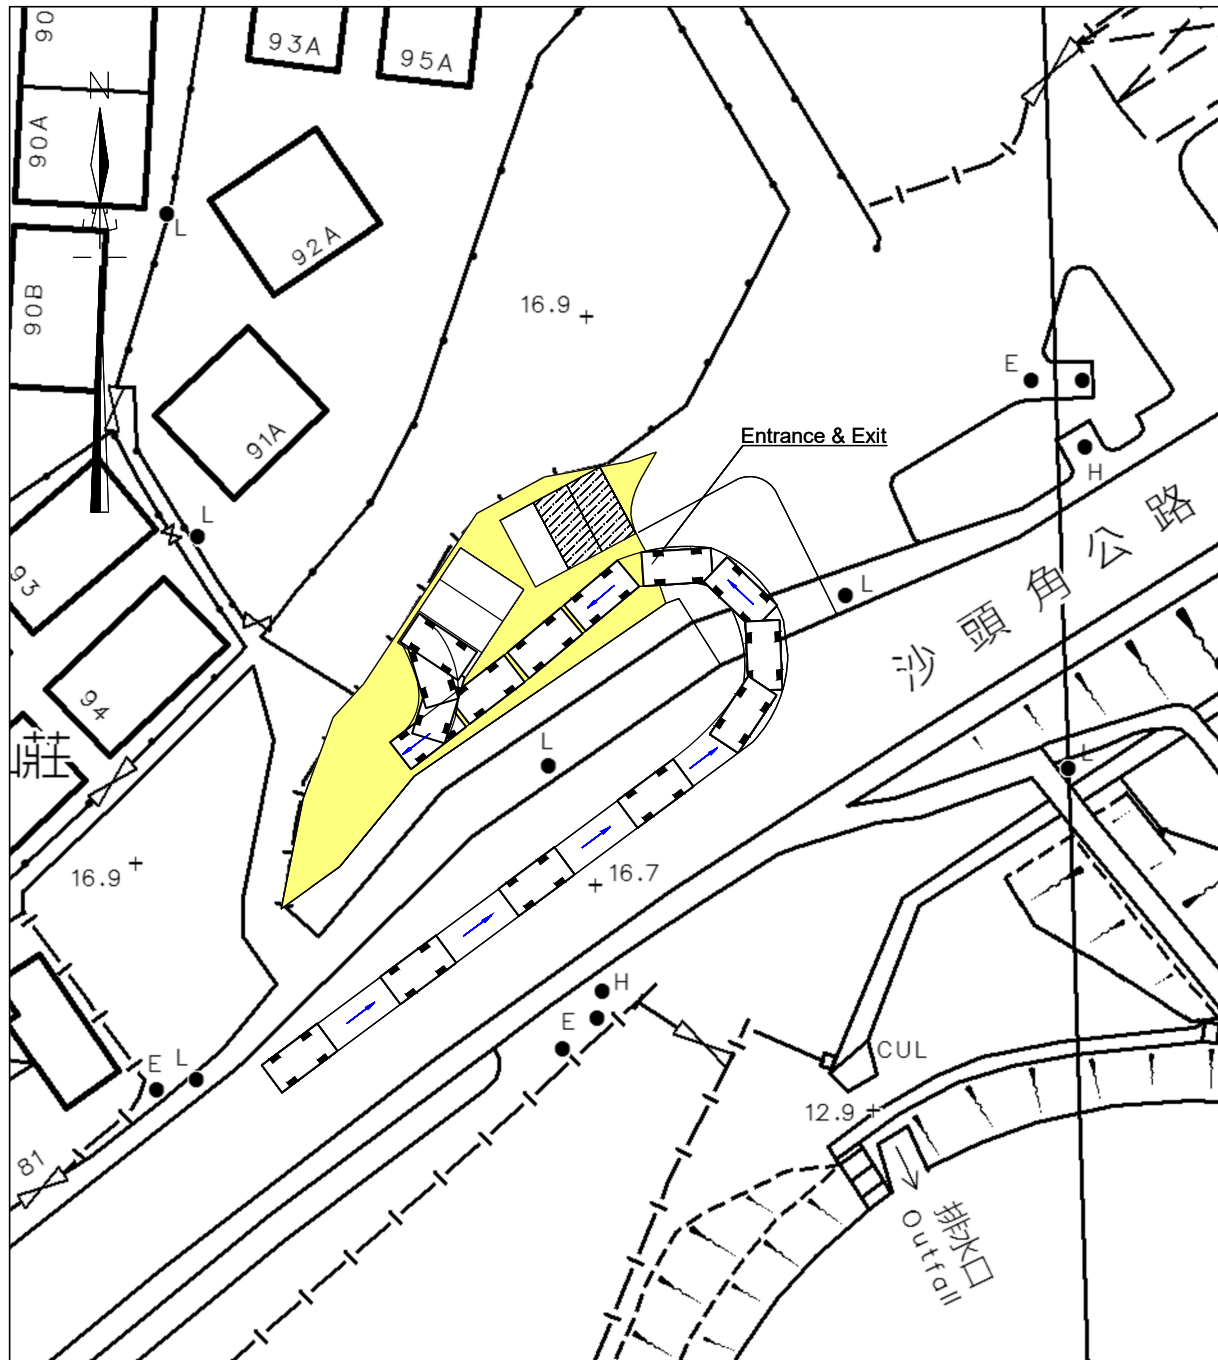 90
93A
95A
N
90A
L
92A
90B
16.9
E
91A
Entrance & Exit
H
L
沙頭角公路
93
L
94
莊
L
L
16.9
16.7
H
E
E
L
CUL
12.9
81
排水口
Outfall